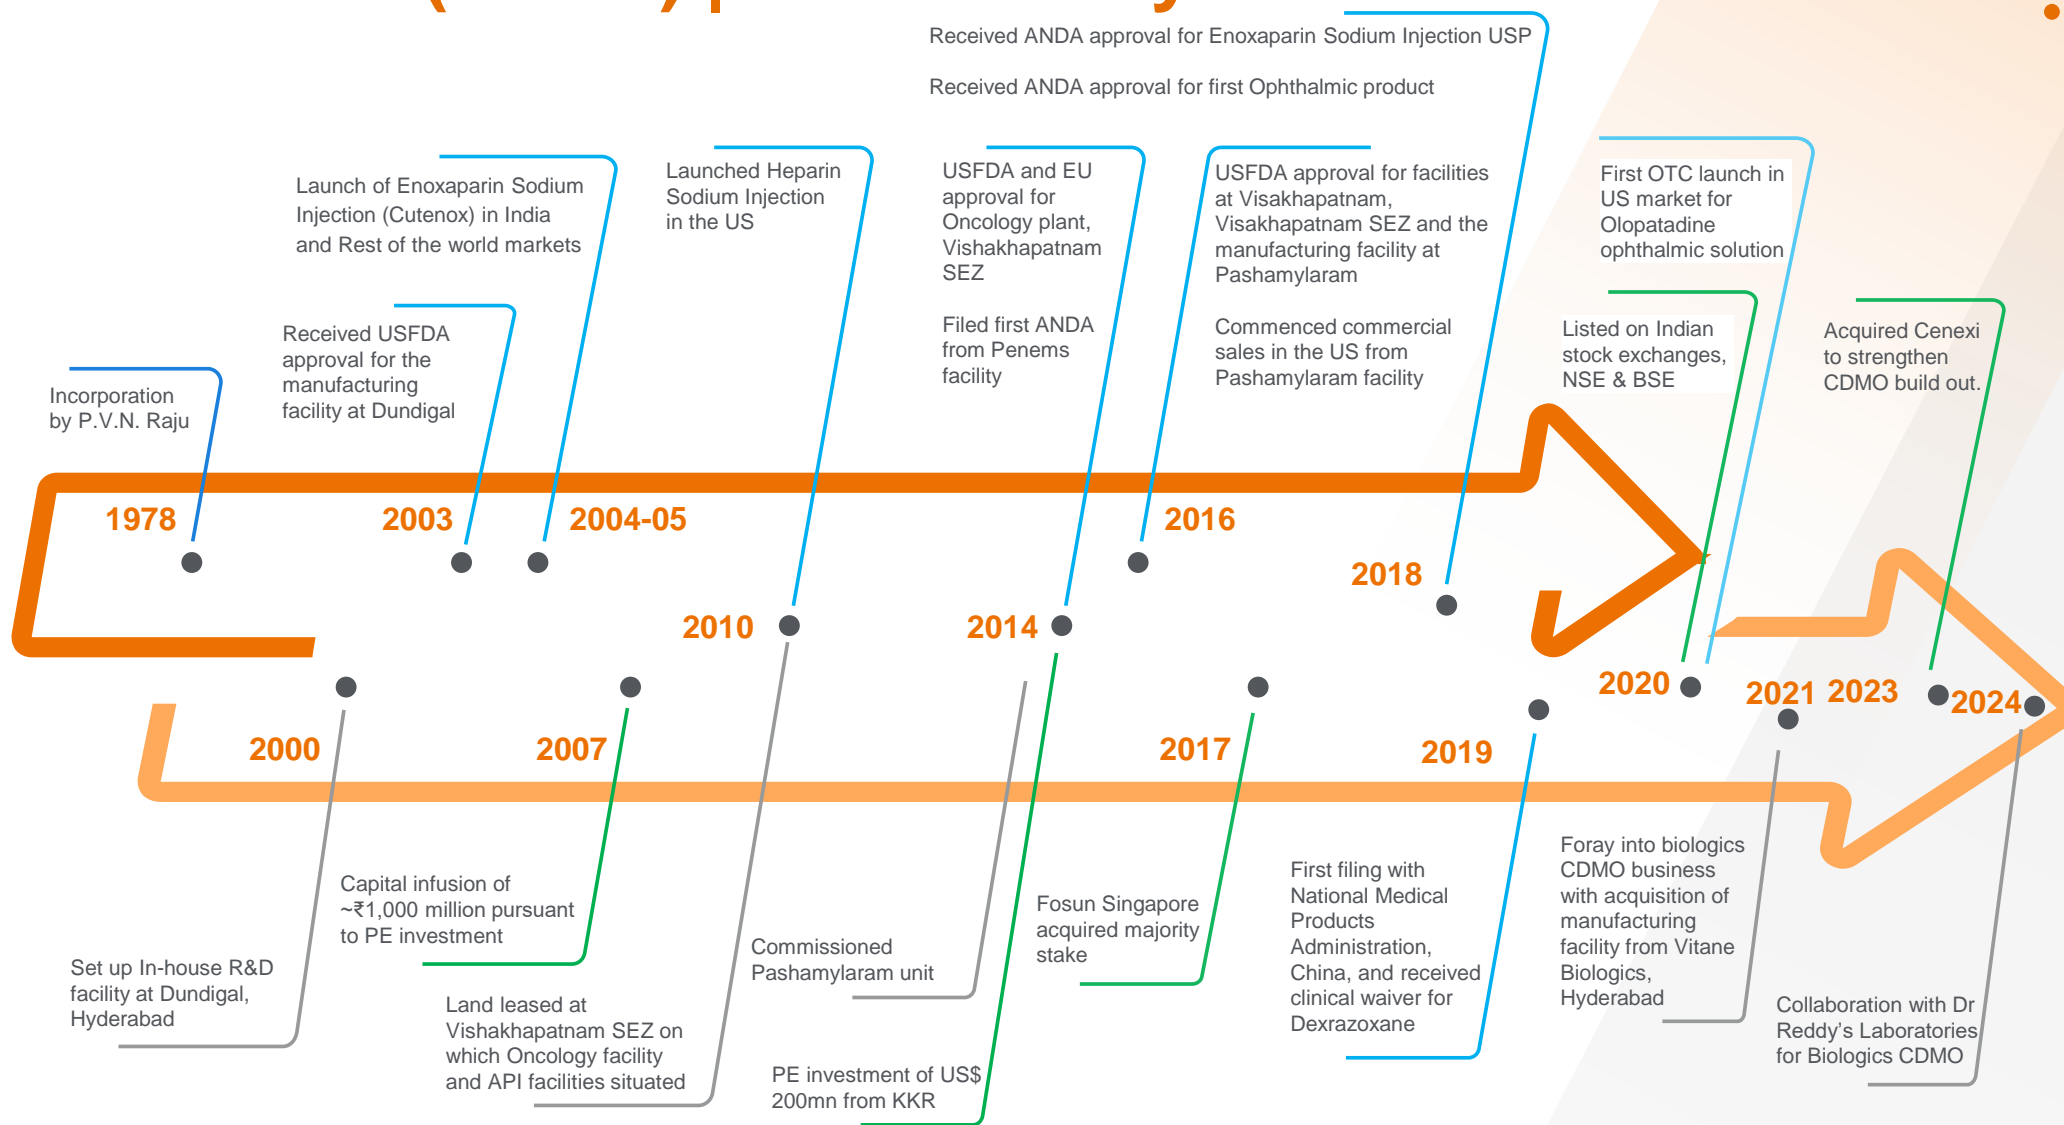 Received ANDA approval for Enoxaparin Sodium Injection USP
Received ANDA approval for first Ophthalmic product
Launch of Enoxaparin Sodium
Injection (Cutenox) in India
and Rest of the world markets
Launched Heparin
Sodium Injection
in the US
USFDA and EU
approval for
Oncology plant,
Vishakhapatnam
SEZ
Filed first ANDA
from Penems
facility
USFDA approval for facilities
at Visakhapatnam,
Visakhapatnam SEZ and the
manufacturing facility at
Pashamylaram
Commenced commercial
sales in the US from
Pashamylaram facility
First OTC launch in
US market for
Olopatadine
ophthalmic solution
Listed on Indian
stock exchanges,
NSE & BSE
Acquired Cenexi
to strengthen
CDMO build out.
Received USFDA
approval for the
manufacturing
facility at Dundigal
Incorporation
by P.V.N. Raju
1978
2003
2004-05
2016
2018
2010
2014
2020
2021
2023
2024
2000
2007
2017
2019
Set up In-house R&D
facility at Dundigal,
Hyderabad
Capital infusion of
~₹1,000 million pursuant
to PE investment
Land leased at
Vishakhapatnam SEZ on
which Oncology facility
and API facilities situated
Commissioned
Pashamylaram unit
PE investment of US$
200mn from KKR
Fosun Singapore
acquired majority
stake
First filing with
National Medical
Products
Administration,
China, and received
clinical waiver for
Dexrazoxane
Foray into biologics
CDMO business
with acquisition of
manufacturing
facility from Vitane
Biologics,
Hyderabad
Collaboration with Dr
Reddy’s Laboratories
for Biologics CDMO